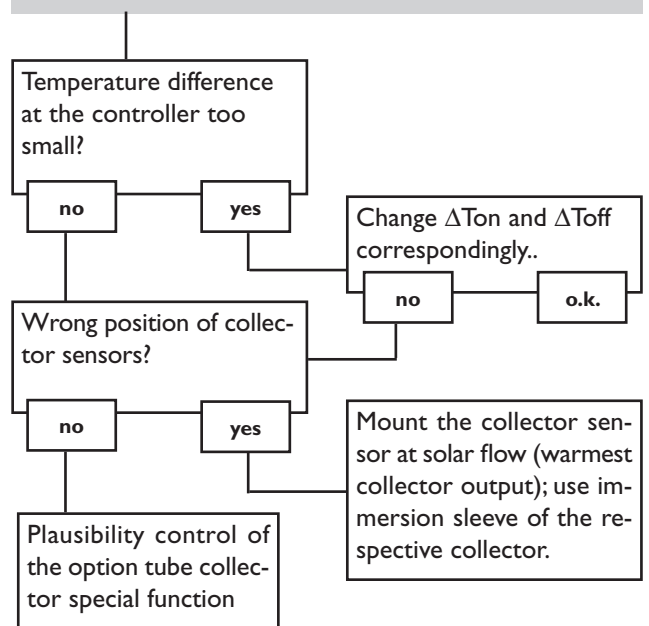 Temperature difference
at the controller too
small?
no
yes
Change ΔTon and ΔToff
correspondingly..
no
o.k.
Wrong position of collec-
tor sensors?
no
yes
Mount the collector sen-
sor at solar flow (warmest
collector output); use im-
mersion sleeve of the re-
spective collector.
Plausibility control of
the option tube collec-
tor special function